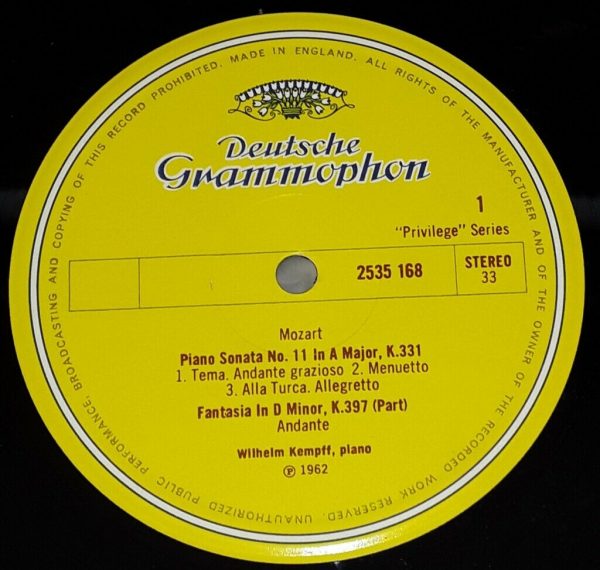 MADE IN ENGLAND. ALL RIGHTS OF THE MANUFACTURER AND OF THE OWNER OF THE RECORDED WORK RESERVED. UNAUTHORIZED PUBLIC PERFORMANCE, BROADCASTING AND COPYING OF THIS RECORD PROHIBITED.
Deutsche
Grammophon
1
"Privilege" Series
2535 168
STEREO
33
Mozart
Piano Sonata No. 11 In A Major, K.331
1. Tema. Andante grazioso 2. Menuetto
3. Alla Turca. Allegretto
Fantasia In D Minor, K.397 (Part)
Andante
Wilhelm Kempff, piano
Ⓟ 1962